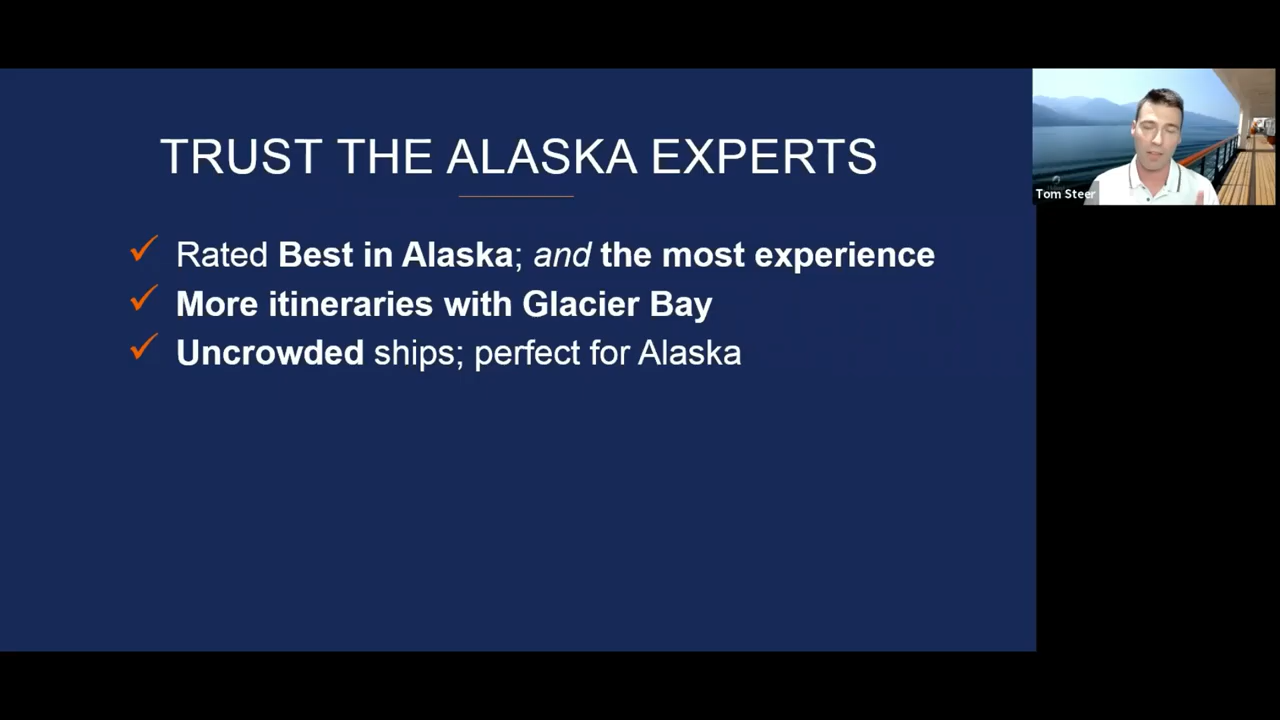 TRUST THE ALASKA EXPERTS
✓ Rated Best in Alaska; and the most experience
✓ More itineraries with Glacier Bay
✓ Uncrowded ships; perfect for Alaska
Tom Steer